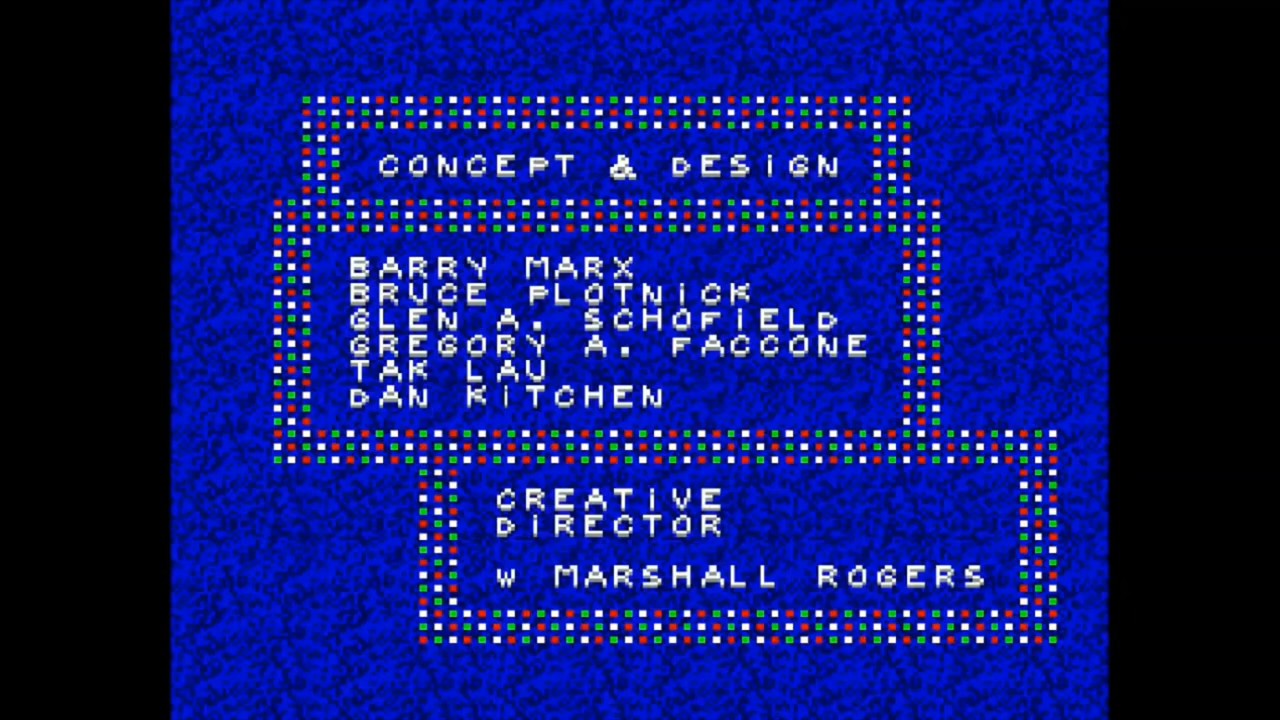 CONCEPT & DESIGN
BARRY MARX
BRUCE PLOTNICK
GLEN A. SCHOFIELD
GREGORY A. FACCONE
TAK LAU
DAN KITCHEN
CREATIVE
DIRECTOR
W MARSHALL ROGERS